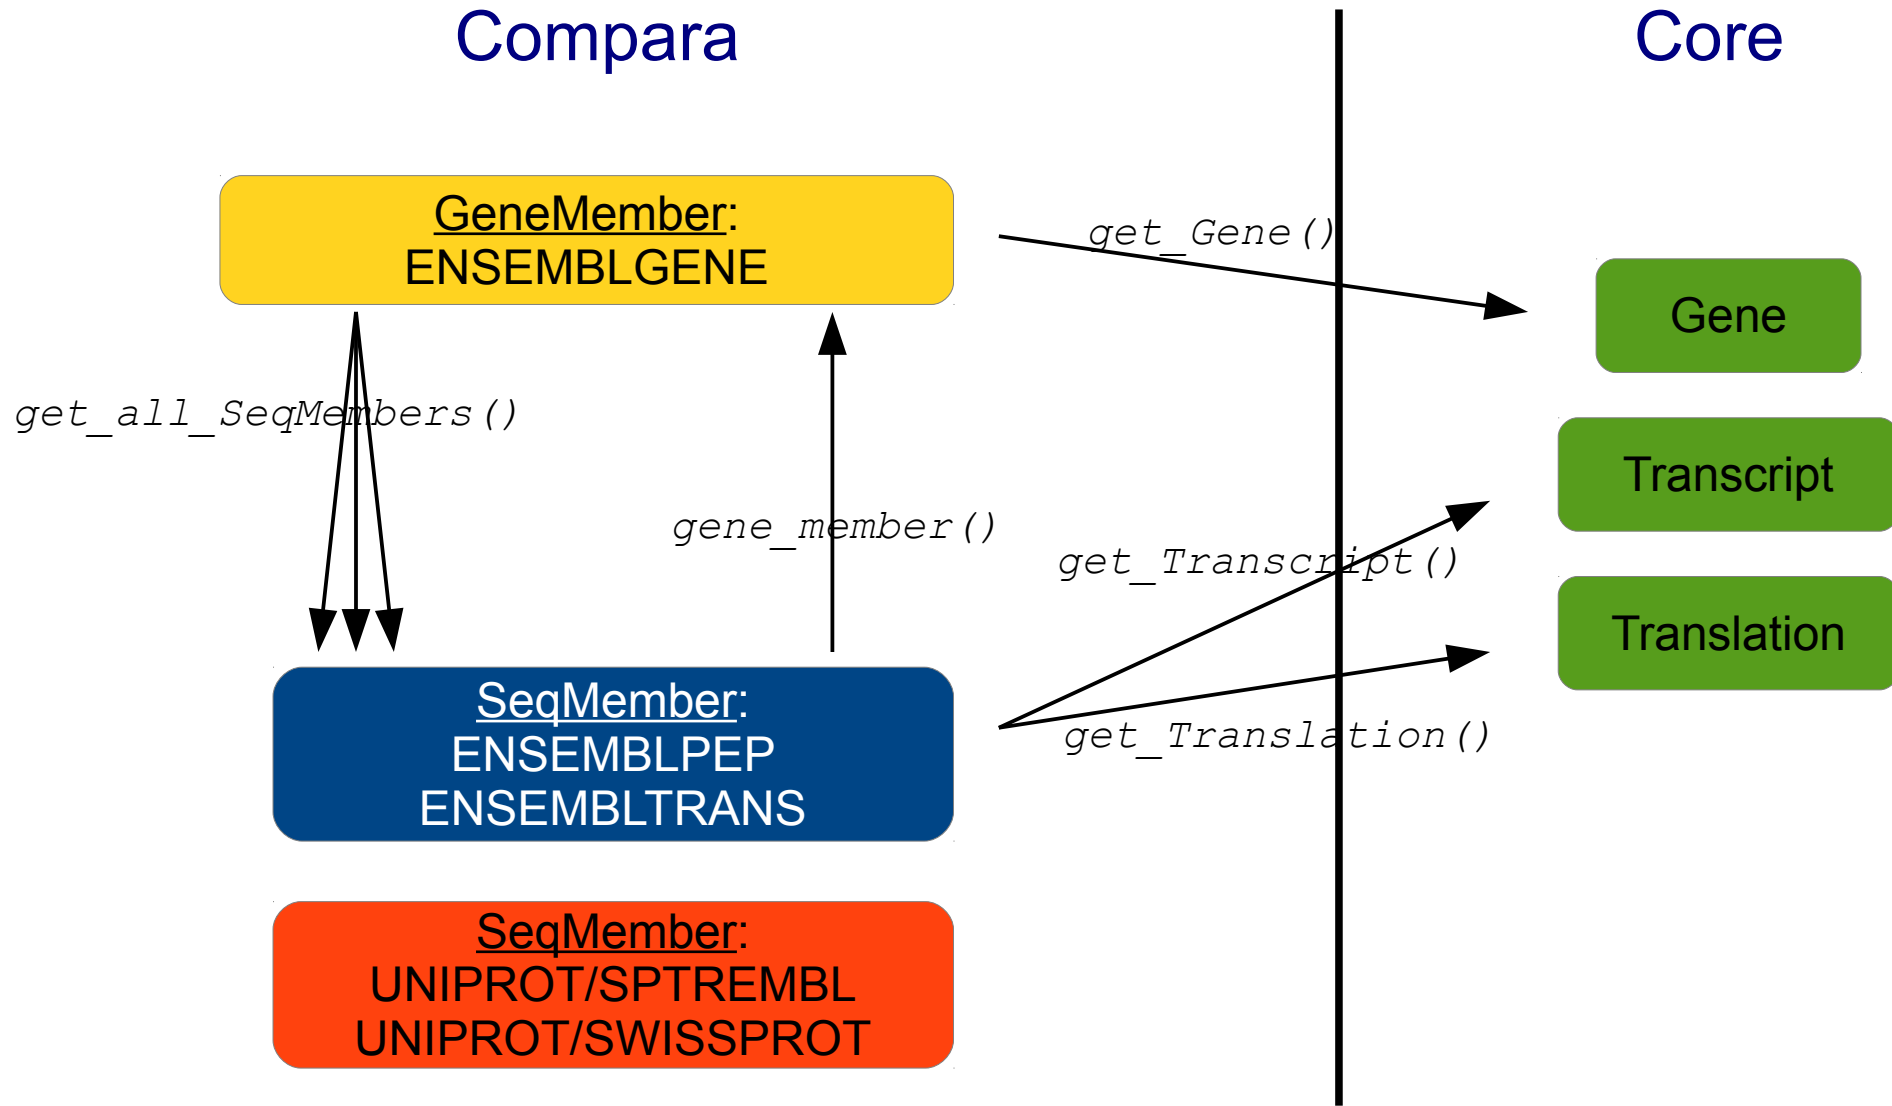 Compara
Core
GeneMember:
ENSEMBLGENE
get_Gene()
Gene
get_all_SeqMembers()
Transcript
gene_member()
get_Transcript()
Translation
SeqMember:
ENSEMBLPEP
ENSEMBLTRANS
get_Translation()
SeqMember:
UNIPROT/SPTREMBL
UNIPROT/SWISSPROT